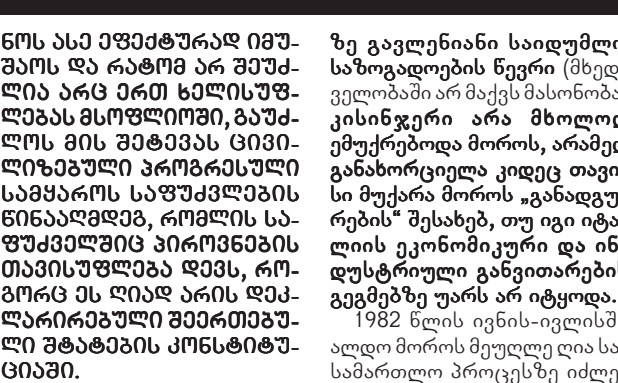 ნოს ასე ეფექტურად იმუ-
შაოს და რატომ არ შეუძ-
ლია არც ერთ ხელისუფ-
ლებას მსოფლიოში, გაუძ-
ლოს მის შეტევას ცივი-
ლიზებული პროგრესული
სამყაროს საფუძვლების
წინააღმდეგ, რომლის სა-
ფუძველშიც პიროვნების
თავისუფლება დევს, რო-
გორც ეს ღიად არის დეკ-
ლარირებული შეერთებუ-
ლი შტატების კონსტიტუ-
ციაში.
ზე გავლენიანი საიდუმლო
საზოგადოების წევრი (მხედ
ველობაში არ მაქვს მასონობა
კისინჯერი არა მხოლოდ
ემუქრებოდა მოროს, არამედ
განახორციელა კიდეც თავი
სი მუქარა მოროს „განადგუ
რების“ შესახებ, თუ იგი იტა
ლიის ეკონომიკური და ინ
დუსტრიული განვითარების
გეგმებზე უარს არ იტყოდა.
1982 წლის ივნის-ივლისშ
ალდო მოროს მეუღლე ღია სა
სამართლო პროცესზე იძლე